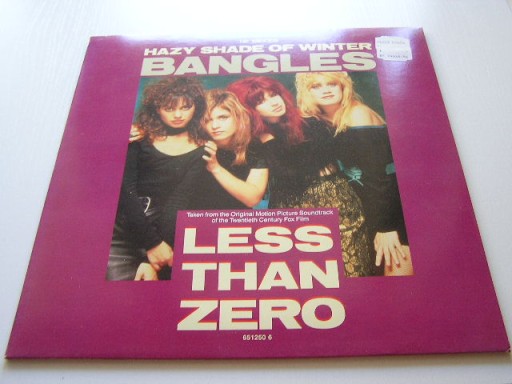 HAZY SHADE OF WINTER
BANGLES
Taken from the Original Motion Picture Soundtrack
of the Twentieth Century Fox Film
LESS
THAN
ZERO
651250 6